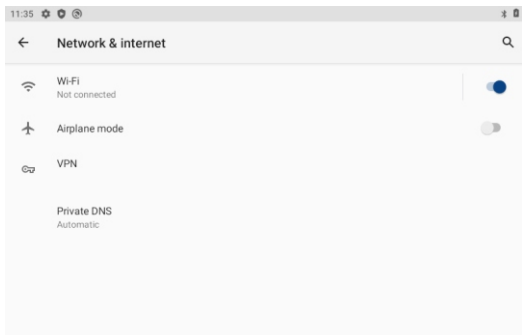 11:35
Network & internet
Wi-Fi
Not connected
Airplane mode
VPN
Private DNS
Automatic